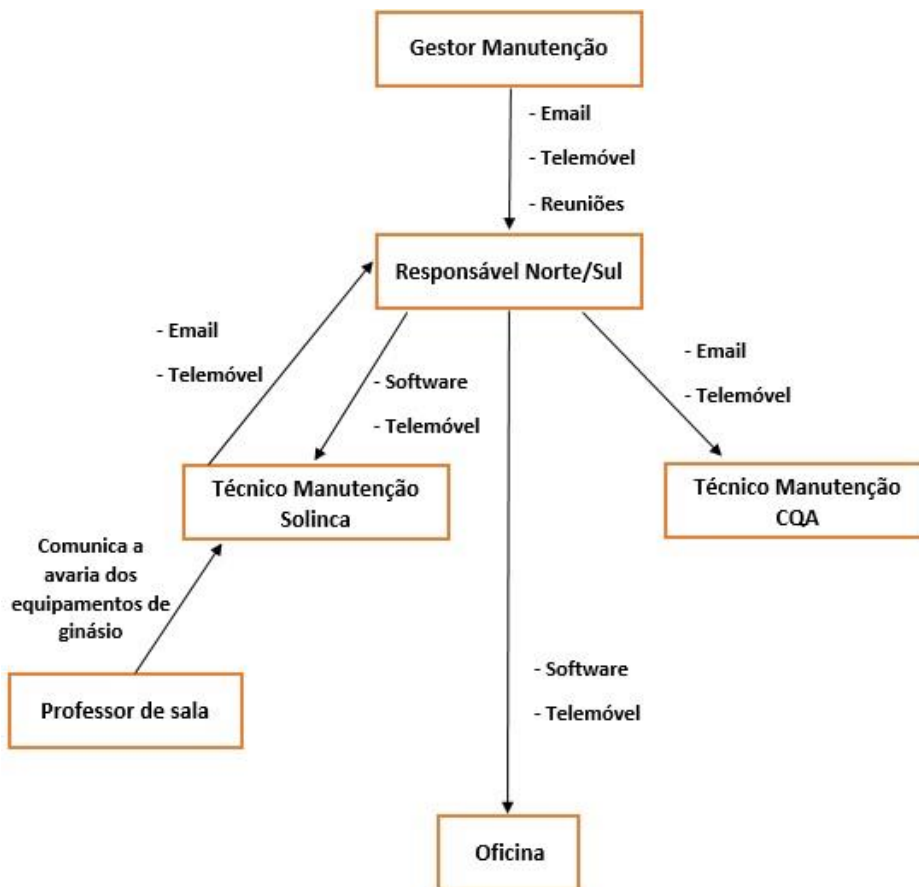 Gestor Manutenção
- Email
- Telemóvel
- Reuniões
Responsável Norte/Sul
- Email
- Telemóvel
- Software
- Telemóvel
- Email
- Telemóvel
Técnico Manutenção
Solinca
Técnico Manutenção
CQA
Comunica a
avaria dos
equipamentos de
ginásio
Professor de sala
- Software
- Telemóvel
Oficina